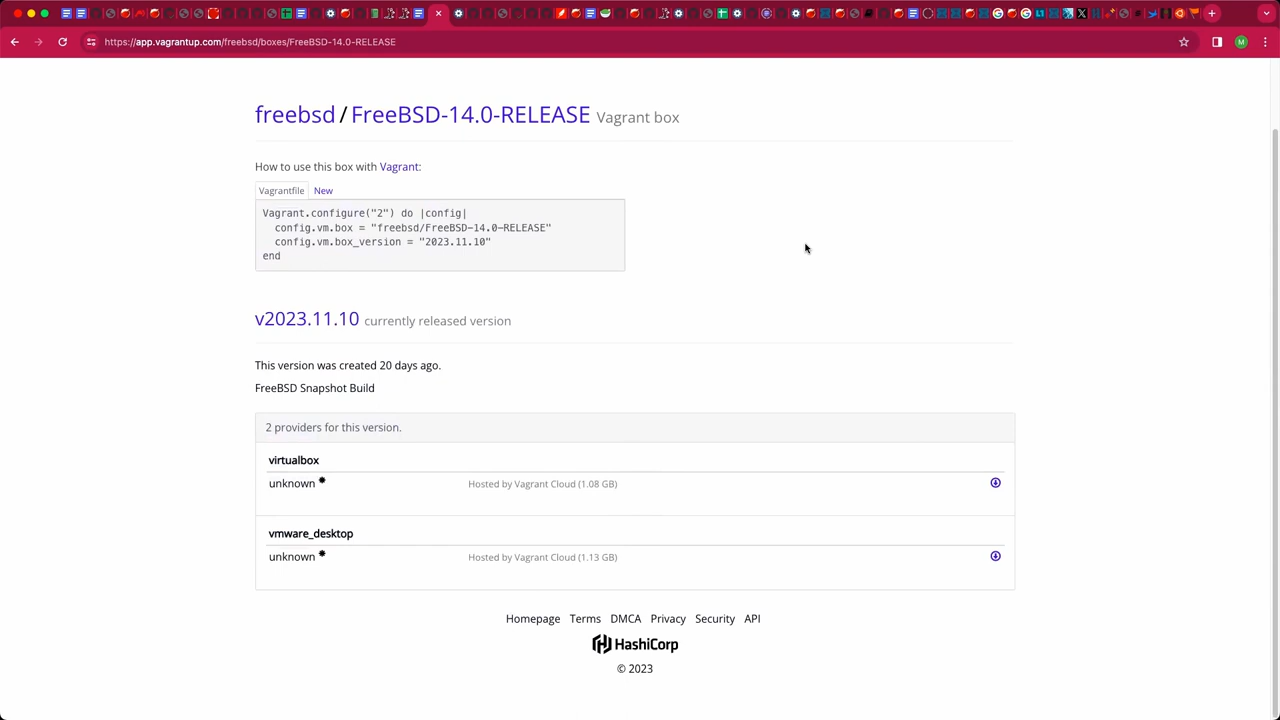 https://app.vagrantup.com/freebsd/boxes/FreeBSD-14.0-RELEASE
M
freebsd / FreeBSD-14.0-RELEASE Vagrant box
How to use this box with Vagrant:
Vagrantfile New
Vagrant.configure("2") do |config|
  config.vm.box = "freebsd/FreeBSD-14.0-RELEASE"
  config.vm.box_version = "2023.11.10"
end
v2023.11.10 currently released version
This version was created 20 days ago.
FreeBSD Snapshot Build
2 providers for this version.
virtualbox
unknown * Hosted by Vagrant Cloud (1.08 GB)
vmware_desktop
unknown * Hosted by Vagrant Cloud (1.13 GB)
Homepage Terms DMCA Privacy Security API
HashiCorp
© 2023